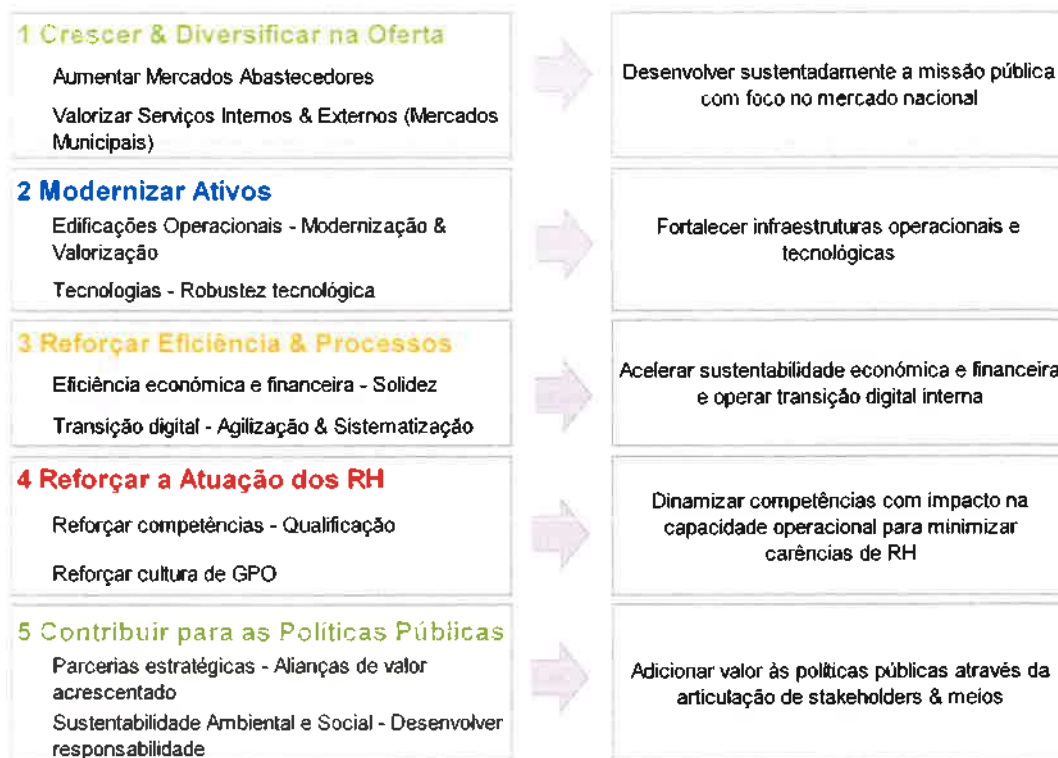 1 Crescer & Diversificar na Oferta
Aumentar Mercados Abastecedores
Valorizar Serviços Internos & Externos (Mercados
Municipais)
Desenvolver sustentadamente a missão pública
com foco no mercado nacional
2 Modernizar Ativos
Edificações Operacionais - Modernização &
Valorização
Tecnologias - Robustez tecnológica
Fortalecer infraestruturas operacionais e
tecnológicas
3 Reforçar Eficiência & Processos
Eficiência económica e financeira - Solidez
Transição digital - Agilização & Sistematização
Acelerar sustentabilidade económica e financeira
e operar transição digital interna
4 Reforçar a Atuação dos RH
Reforçar competências - Qualificação
Reforçar cultura de GPO
Dinamizar competências com impacto na
capacidade operacional para minimizar
carências de RH
5 Contribuir para as Políticas Públicas
Parcerias estratégicas - Alianças de valor
acrescentado
Sustentabilidade Ambiental e Social - Desenvolver
responsabilidade
Adicionar valor às políticas públicas através da
articulação de stakeholders & meios